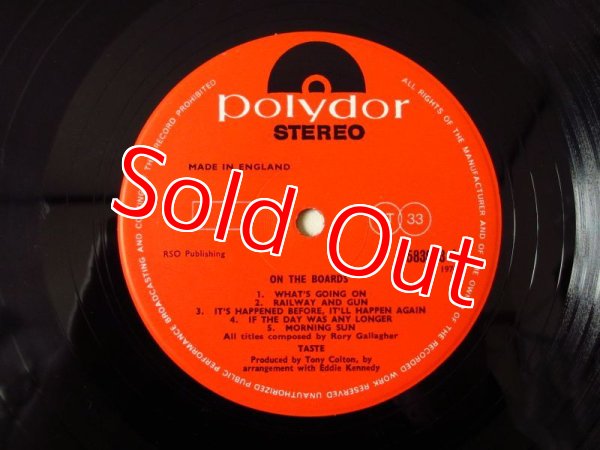 polydor
STEREO
MADE IN ENGLAND
Sold Out
33
RSO Publishing
ON THE BOARDS
1. WHAT'S GOING ON
2. RAILWAY AND GUN
3. IT'S HAPPENED BEFORE, IT'LL HAPPEN AGAIN
4. IF THE DAY WAS ANY LONGER
5. MORNING SUN
All titles composed by Rory Gallagher
TASTE
Produced by Tony Colton, by
arrangement with Eddie Kennedy
ALL RIGHTS OF THE MANUFACTURER AND OF THE OWNER OF THE RECORDED WORK RESERVED UNAUTHORIZED PUBLIC PERFORMANCE BROADCASTING AND COPYING OF THE RECORD PROHIBITED